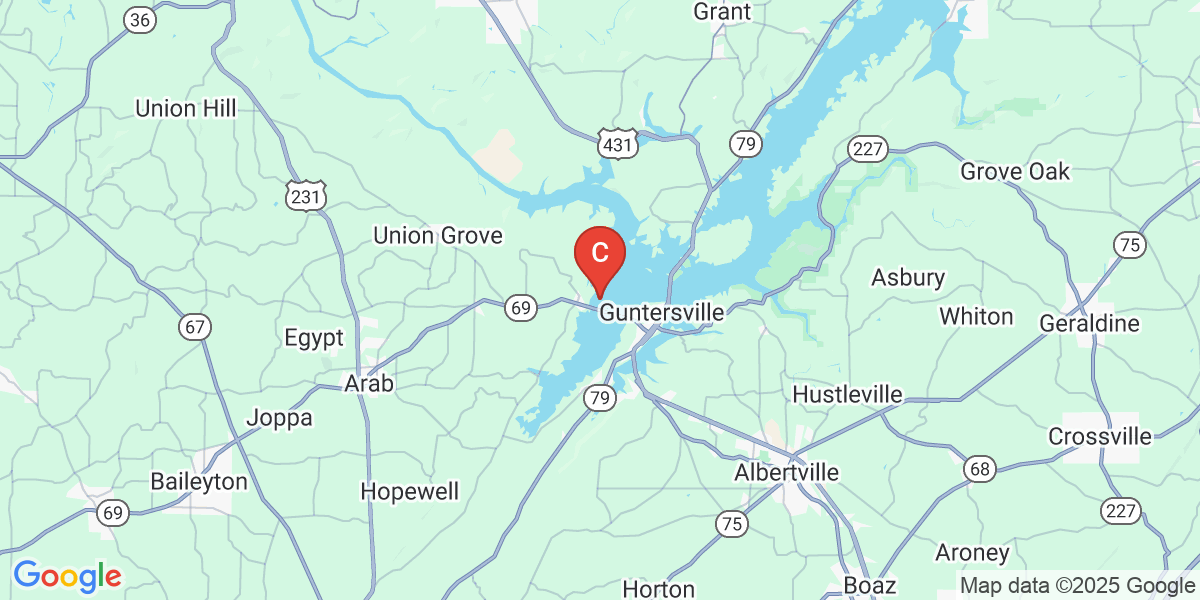 Grant
36
Union Hill
431
79
227
Grove Oak
231
Union Grove
75
C
Asbury
69
Guntersville
Whiton
Geraldine
67
Egypt
Arab
79
Hustleville
Joppa
Crossville
68
Albertville
Baileyton
Hopewell
69
75
227
Aroney
Google
Horton
Boaz
Map data ©2025 Google